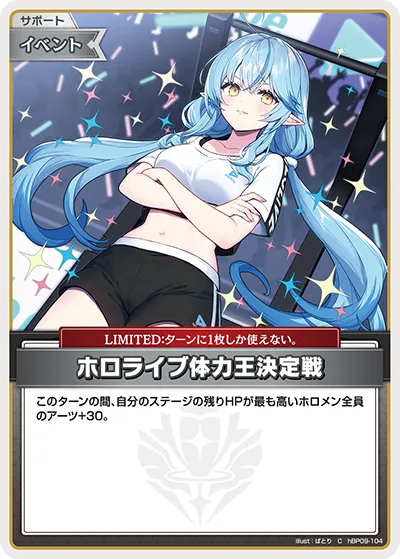 サポート
イベント
LIMITED:ターンに1枚しか使えない。
ホロライブ体力王決定戦
このターンの間、自分のステージの残りHPが最も高いホロメン全員
のアーツ+30。
illust:ぱとり C hBP09-104